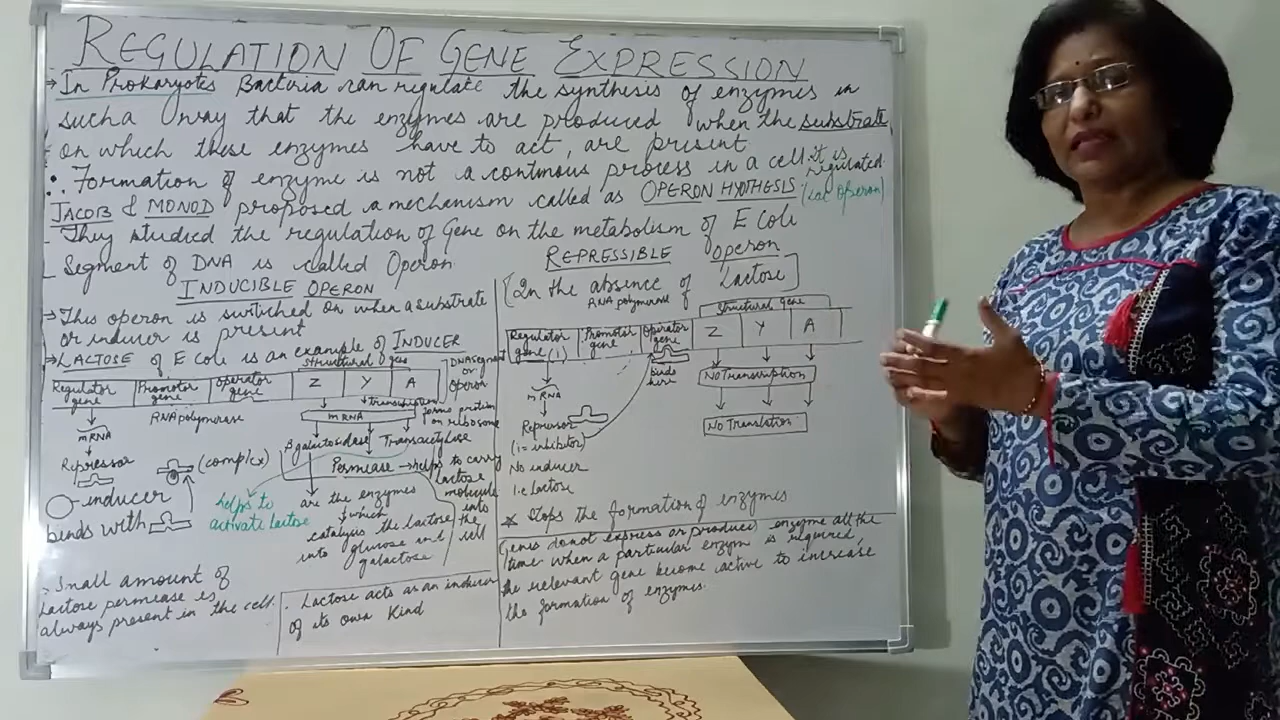 REGULATION OF GENE EXPRESSION
→ In Prokaryotes Bacteria can regulate the synthesis of enzymes in
such a way that the enzymes are produced when the substrate
on which these enzymes have to act, are present
∴ Formation of enzyme is not a continuous process in a cell it is
regulated
JACOB & MONOD proposed a mechanism called as OPERON HYOTHESIS (Lac Operon)
- They studied the regulation of Gene on the metabolism of E coli
- Segment of DNA is called Operon
INDUCIBLE OPERON
→ This operon is switched on when a substrate
or inducer is present
→ LACTOSE of E coli is an example of INDUCER
Structural gens
Regulator gene
Promotor gene
Operator gene
Z Y A
DNA Segment
or
Operon
RNA polymerase
transcription
mRNA
mRNA
forms protein
on ribosome
Repressor
(complex)
β galactosidase Transacetylase
Permease → helps to carry
Lactose
molecule
into
the
cell
O- inducer
binds with
helps to
activate lactose
are the enzymes
which
catalyse the lactose
into glucose and
galactose
> Small amount of
Lactose permease is
always present in the cell.
. Lactose acts as an inducer
of its own Kind
REPRESSIBLE operon
[In the absence of Lactose]
RNA polymerase
Structural gene
Regulator gene (i)
Promoter gene
Operator gene
Z Y A
binds
here
mRNA
Repressor
(i = inhibitor)
No inducer
i.e Lactose
No Transcription
No Translation
* Stops the formation of enzymes
Genes do not express or produce enzyme all the
time when a particular enzym is required,
the relevant gene become active to increase
the formation of enzymes.